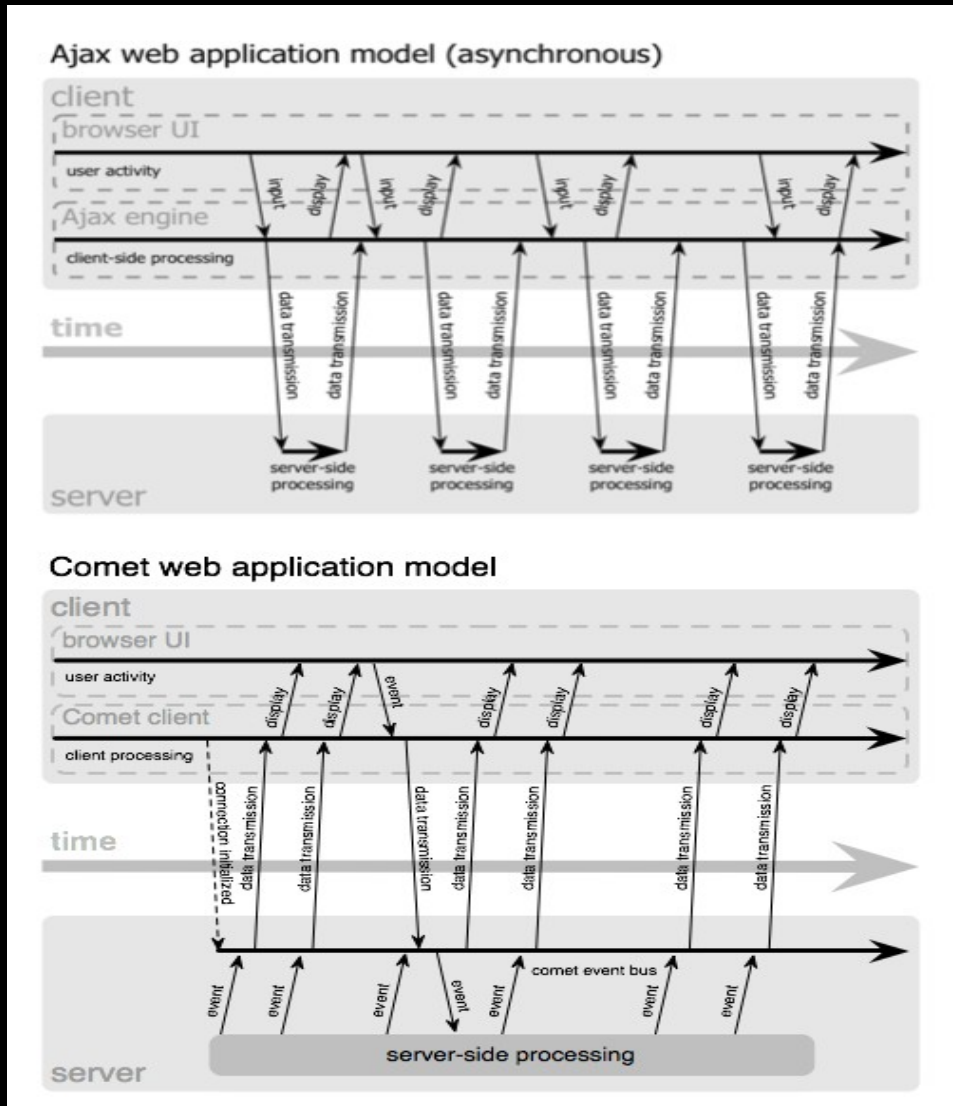 Ajax web application model (asynchronous)
client
browser UI
user activity
input
display
input
display
input
display
input
display
Ajax engine
client-side processing
data transmission
data transmission
data transmission
data transmission
data transmission
data transmission
data transmission
data transmission
time
server-side
processing
server-side
processing
server-side
processing
server-side
processing
server
Comet web application model
client
browser UI
user activity
display
display
event
display
display
display
display
Comet client
client processing
connection initialized
data transmission
data transmission
data transmission
data transmission
data transmission
data transmission
data transmission
time
comet event bus
event
event
event
event
event
event
event
server-side processing
server